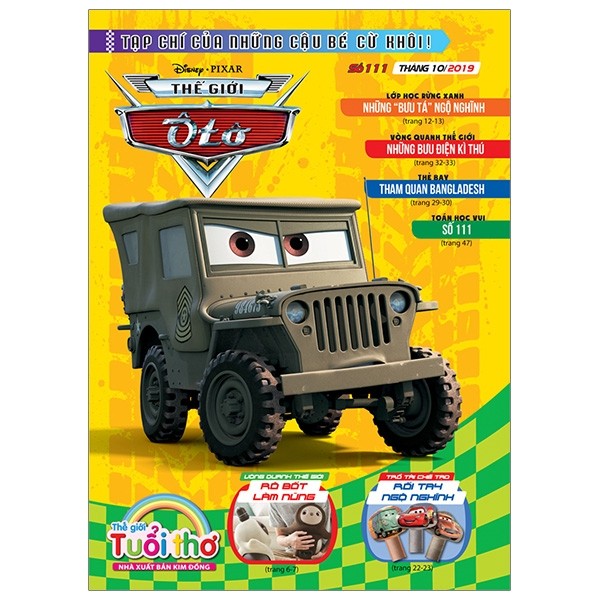 TẠP CHÍ CỦA NHỮNG CẬU BÉ CỪ KHÔI!
DISNEY · PIXAR
THẾ GIỚI
Ôtô
Số 111
THÁNG 10/2019
LỚP HỌC RỪNG XANH
NHỮNG "BƯU TÁ" NGỘ NGHĨNH
(trang 12-13)
VÒNG QUANH THẾ GIỚI
NHỮNG BƯU ĐIỆN KÌ THÚ
(trang 32-33)
THẺ BAY
THAM QUAN BANGLADESH
(trang 29-30)
TOÁN HỌC VUI
SỐ 111
(trang 47)
VÒNG QUANH THẾ GIỚI
RÔ BỐT
LÀM NŨNG
(trang 6-7)
TRỔ TÀI CHẾ TẠO
RỐI TAY
NGỘ NGHĨNH
(trang 22-23)
Thế giới
Tuổi thơ
NHÀ XUẤT BẢN KIM ĐỒNG